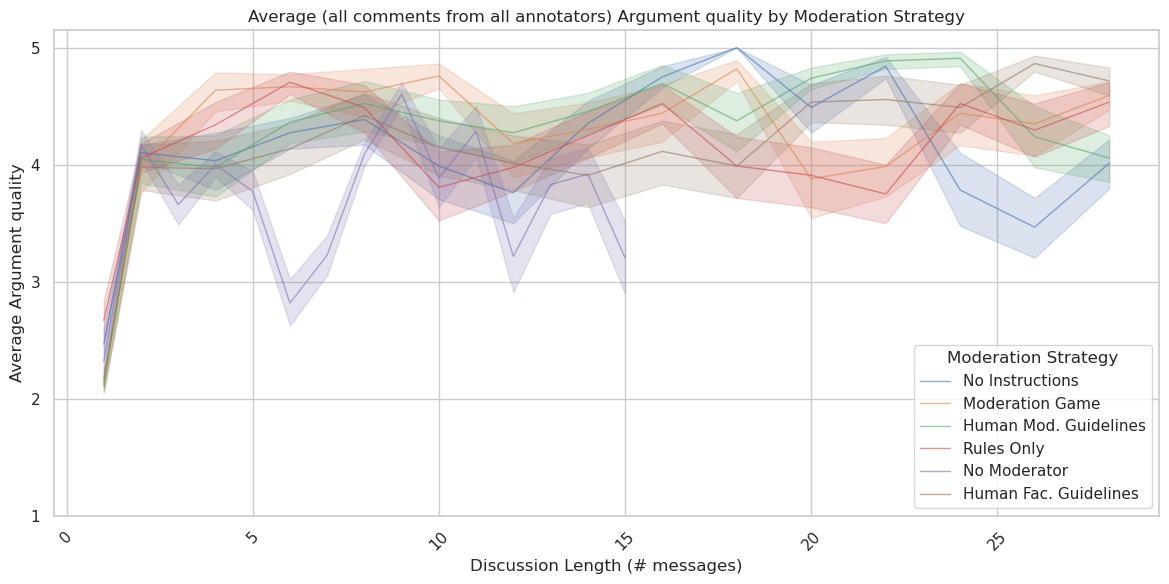 Average (all comments from all annotators) Argument quality by Moderation Strategy
Average Argument quality
5
4
3
2
1
0
5
10
15
20
25
Discussion Length (# messages)
Moderation Strategy
No Instructions
Moderation Game
Human Mod. Guidelines
Rules Only
No Moderator
Human Fac. Guidelines